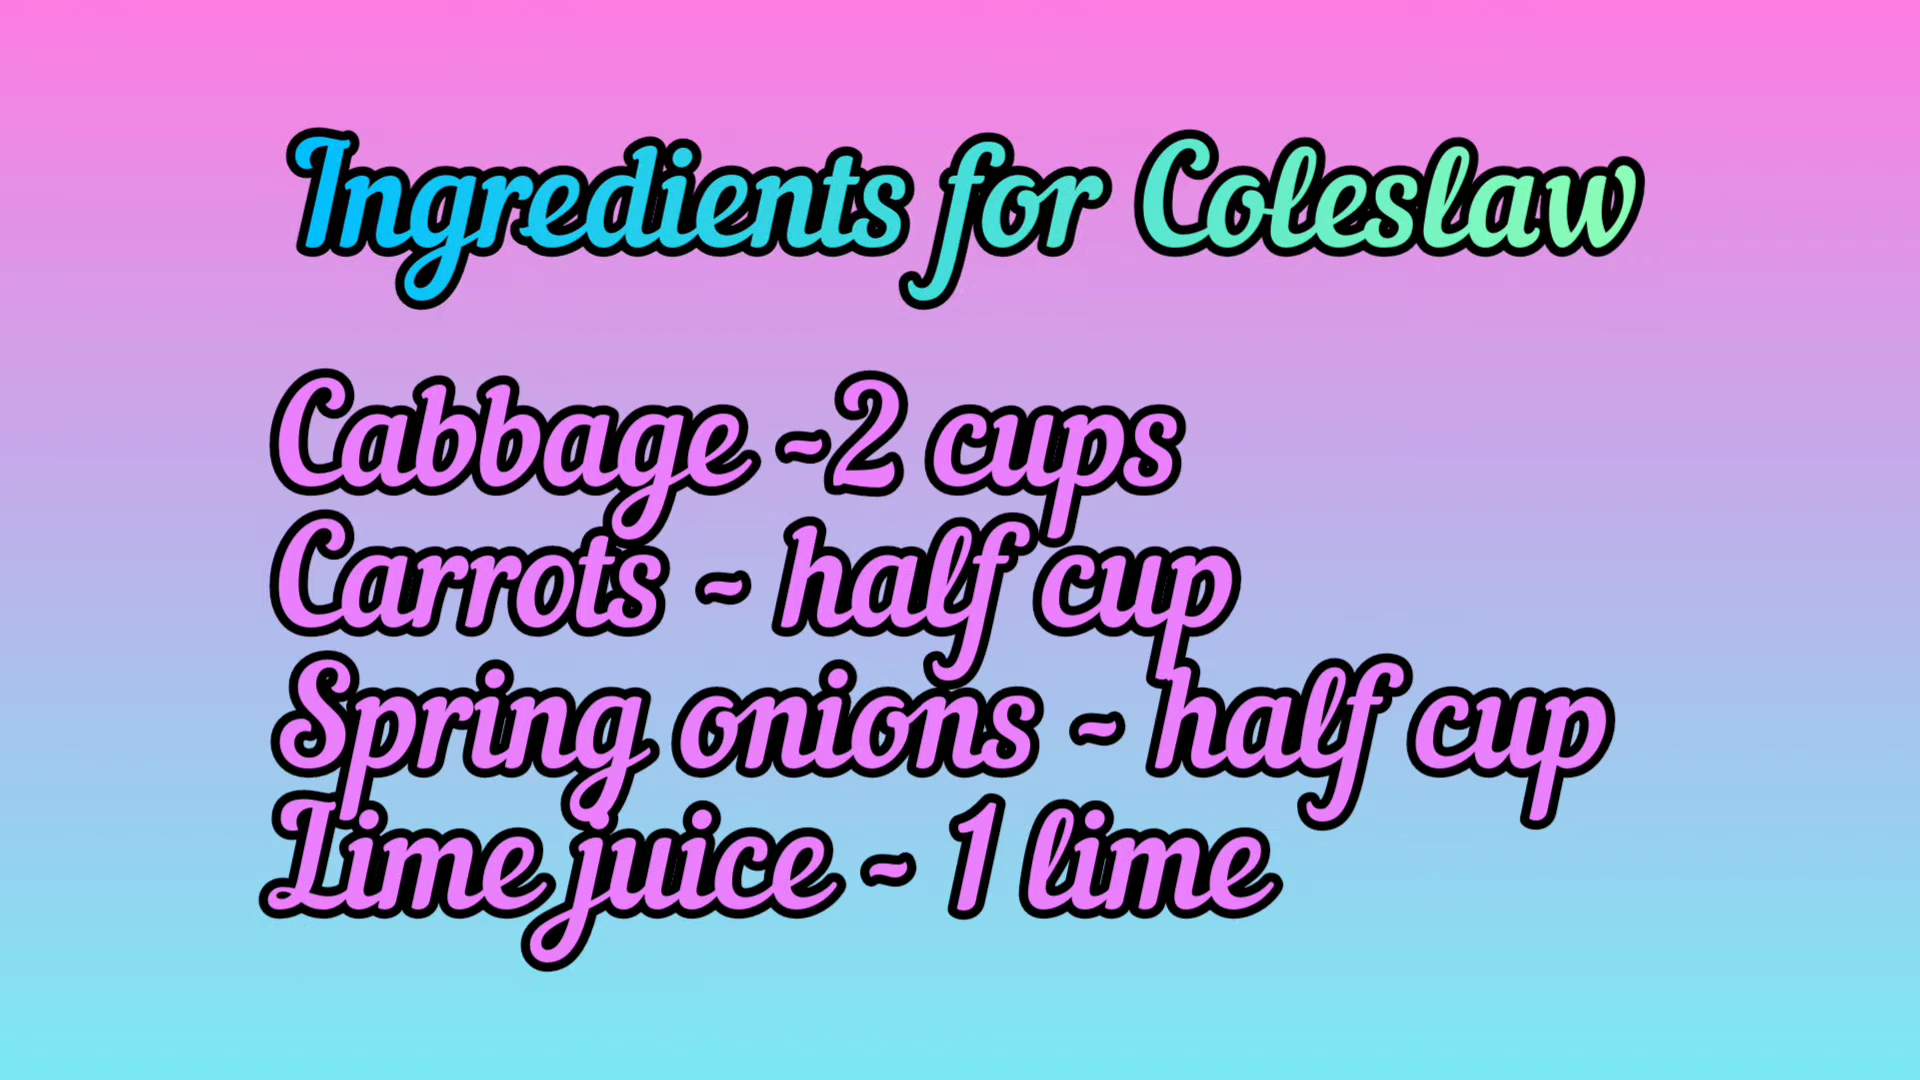 Ingredients for Coleslaw
Cabbage -2 cups
Carrots - half cup
Spring onions - half cup
Lime juice - 1 lime